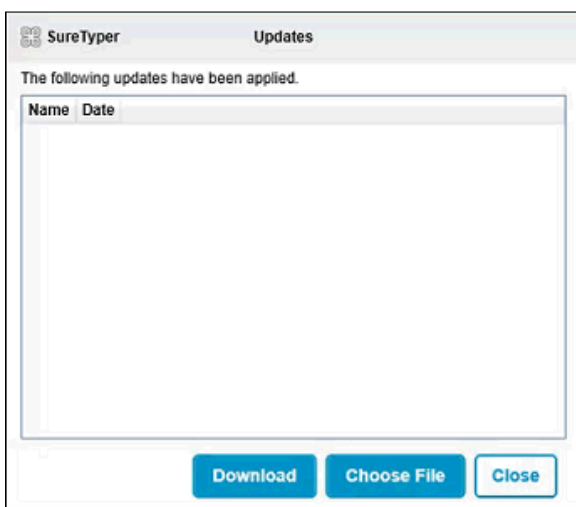 SureTyper Updates
The following updates have been applied.
Name Date
Download Choose File Close